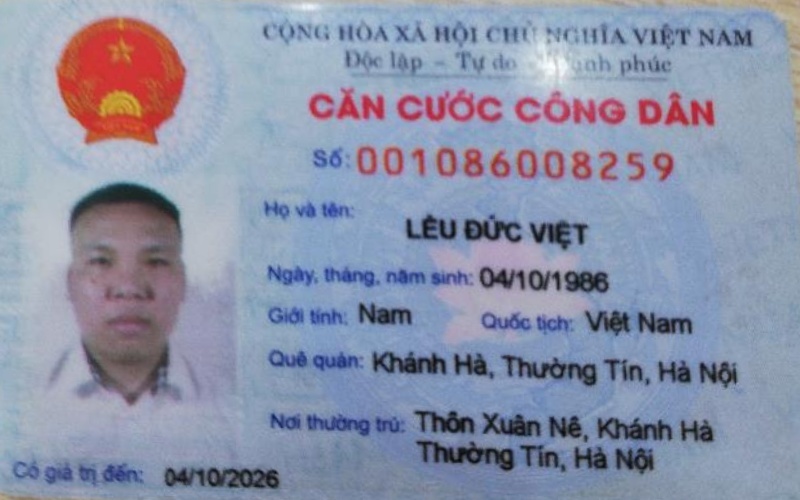 CỘNG HÒA XÃ HỘI CHỦ NGHĨA VIỆT NAM
Độc lập - Tự do - Hạnh phúc
CĂN CƯỚC CÔNG DÂN
Số: 001086008259
Họ và tên:
LÊU ĐỨC VIỆT
Ngày, tháng, năm sinh: 04/10/1986
Giới tính: Nam Quốc tịch: Việt Nam
Quê quán: Khánh Hà, Thường Tín, Hà Nội
Nơi thường trú: Thôn Xuân Nê, Khánh Hà
Thường Tín, Hà Nội
Có giá trị đến: 04/10/2026